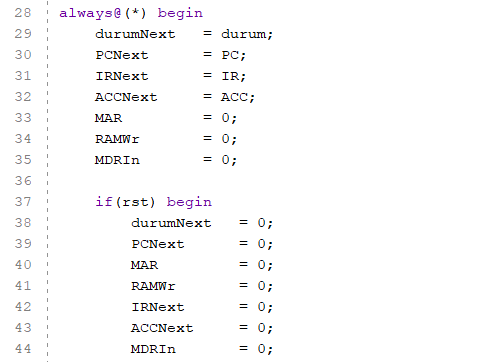 28 always@(*) begin
29     durumNext   = durum;
30     PCNext      = PC;
31     IRNext      = IR;
32     ACCNext     = ACC;
33     MAR         = 0;
34     RAMWr       = 0;
35     MDRIn       = 0;
36
37     if(rst) begin
38         durumNext   = 0;
39         PCNext      = 0;
40         MAR         = 0;
41         RAMWr       = 0;
42         IRNext      = 0;
43         ACCNext     = 0;
44         MDRIn       = 0;